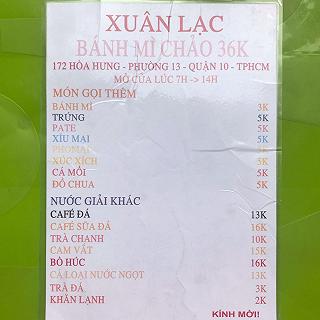 XUÂN LẠC
BÁNH MÌ CHẢO 36K
172 HÒA HƯNG - PHƯỜNG 13 - QUẬN 10 - TPHCM
MỞ CỬA LÚC 7H -> 14H
MÓN GỌI THÊM
BÁNH MÌ 3K
TRỨNG 5K
PATE 5K
XÍU MẠI 5K
PHOMAI 5K
XÚC XÍCH 5K
CÁ MÒI 5K
ĐỒ CHUA 5K
NƯỚC GIẢI KHÁC
CAFÉ ĐÁ 13K
CAFÉ SỮA ĐÁ 16K
TRÀ CHANH 10K
CAM VẮT 15K
BÒ HÚC 16K
CÁ LOẠI NƯỚC NGỌT 13K
TRÀ ĐÁ 3K
KHĂN LẠNH 2K
KÍNH MỜI!